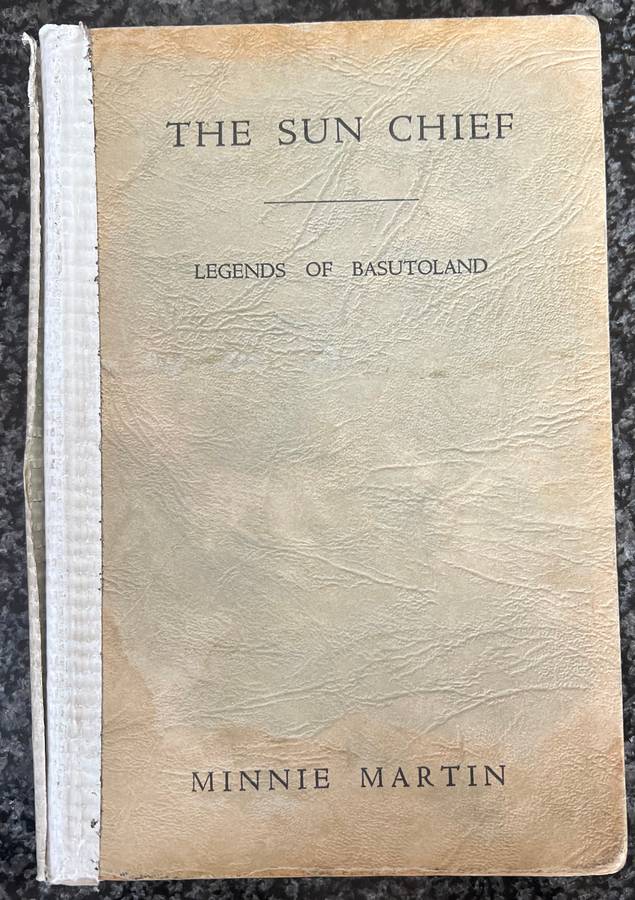 THE SUN CHIEF
LEGENDS OF BASUTOLAND
MINNIE MARTIN